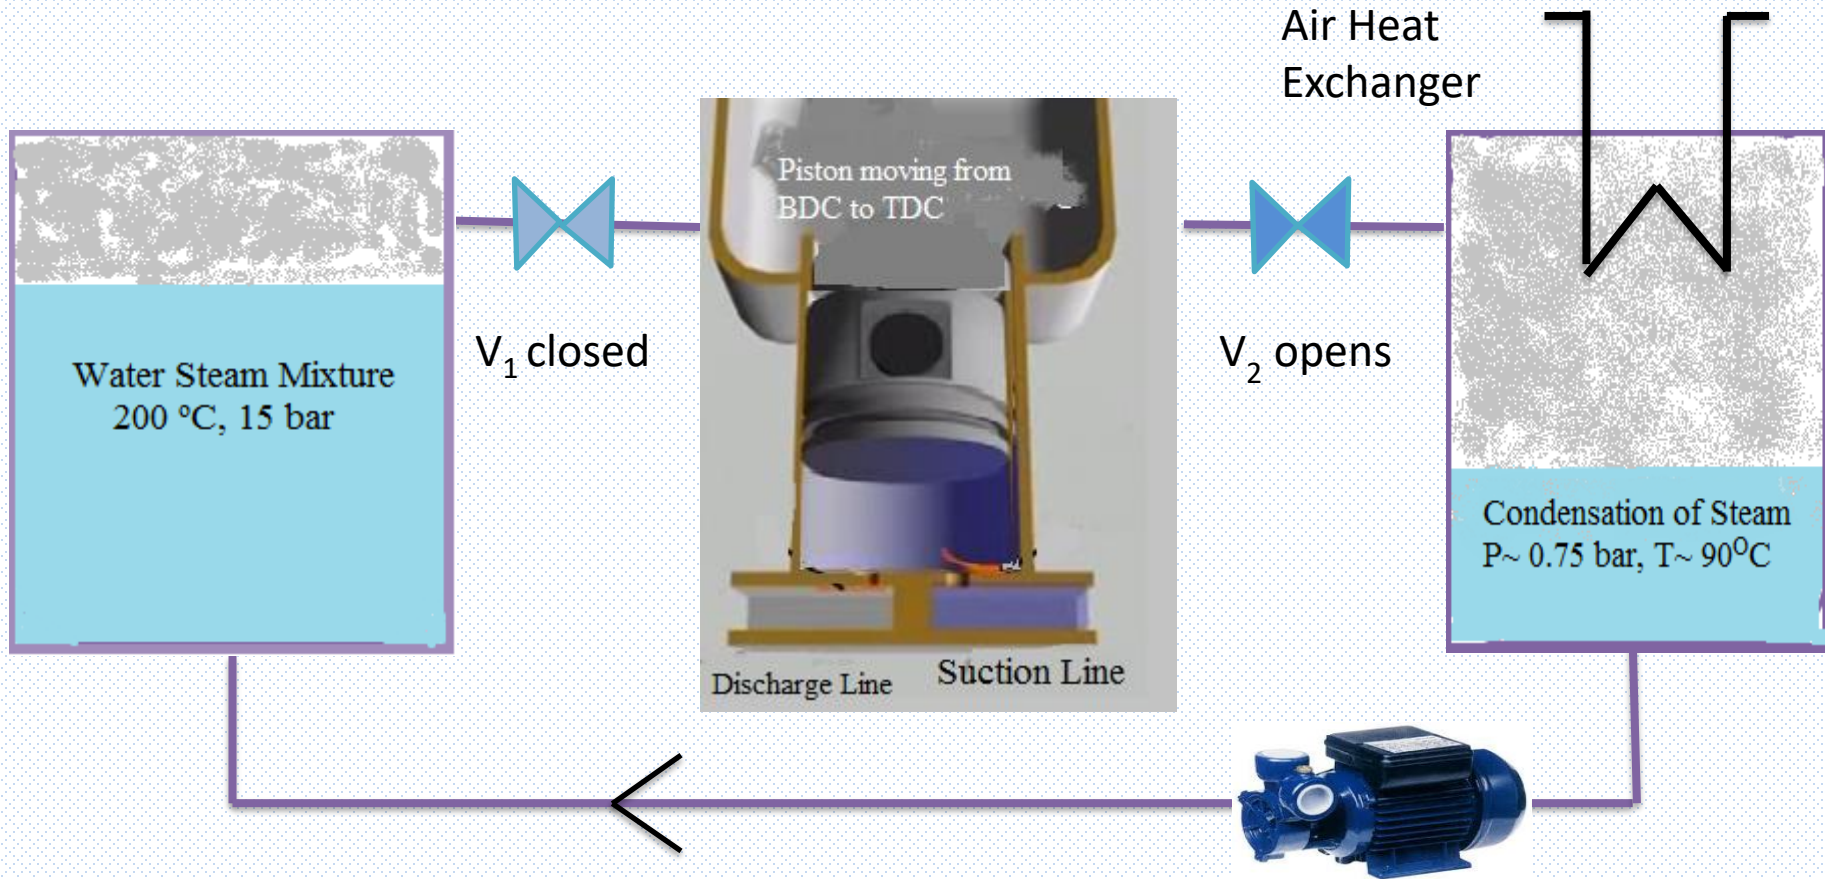 Air Heat
Exchanger
Piston moving from
BDC to TDC
V₁ closed
V₂ opens
Water Steam Mixture
200 °C, 15 bar
Condensation of Steam
P~ 0.75 bar, T~ 90⁰C
Discharge Line
Suction Line